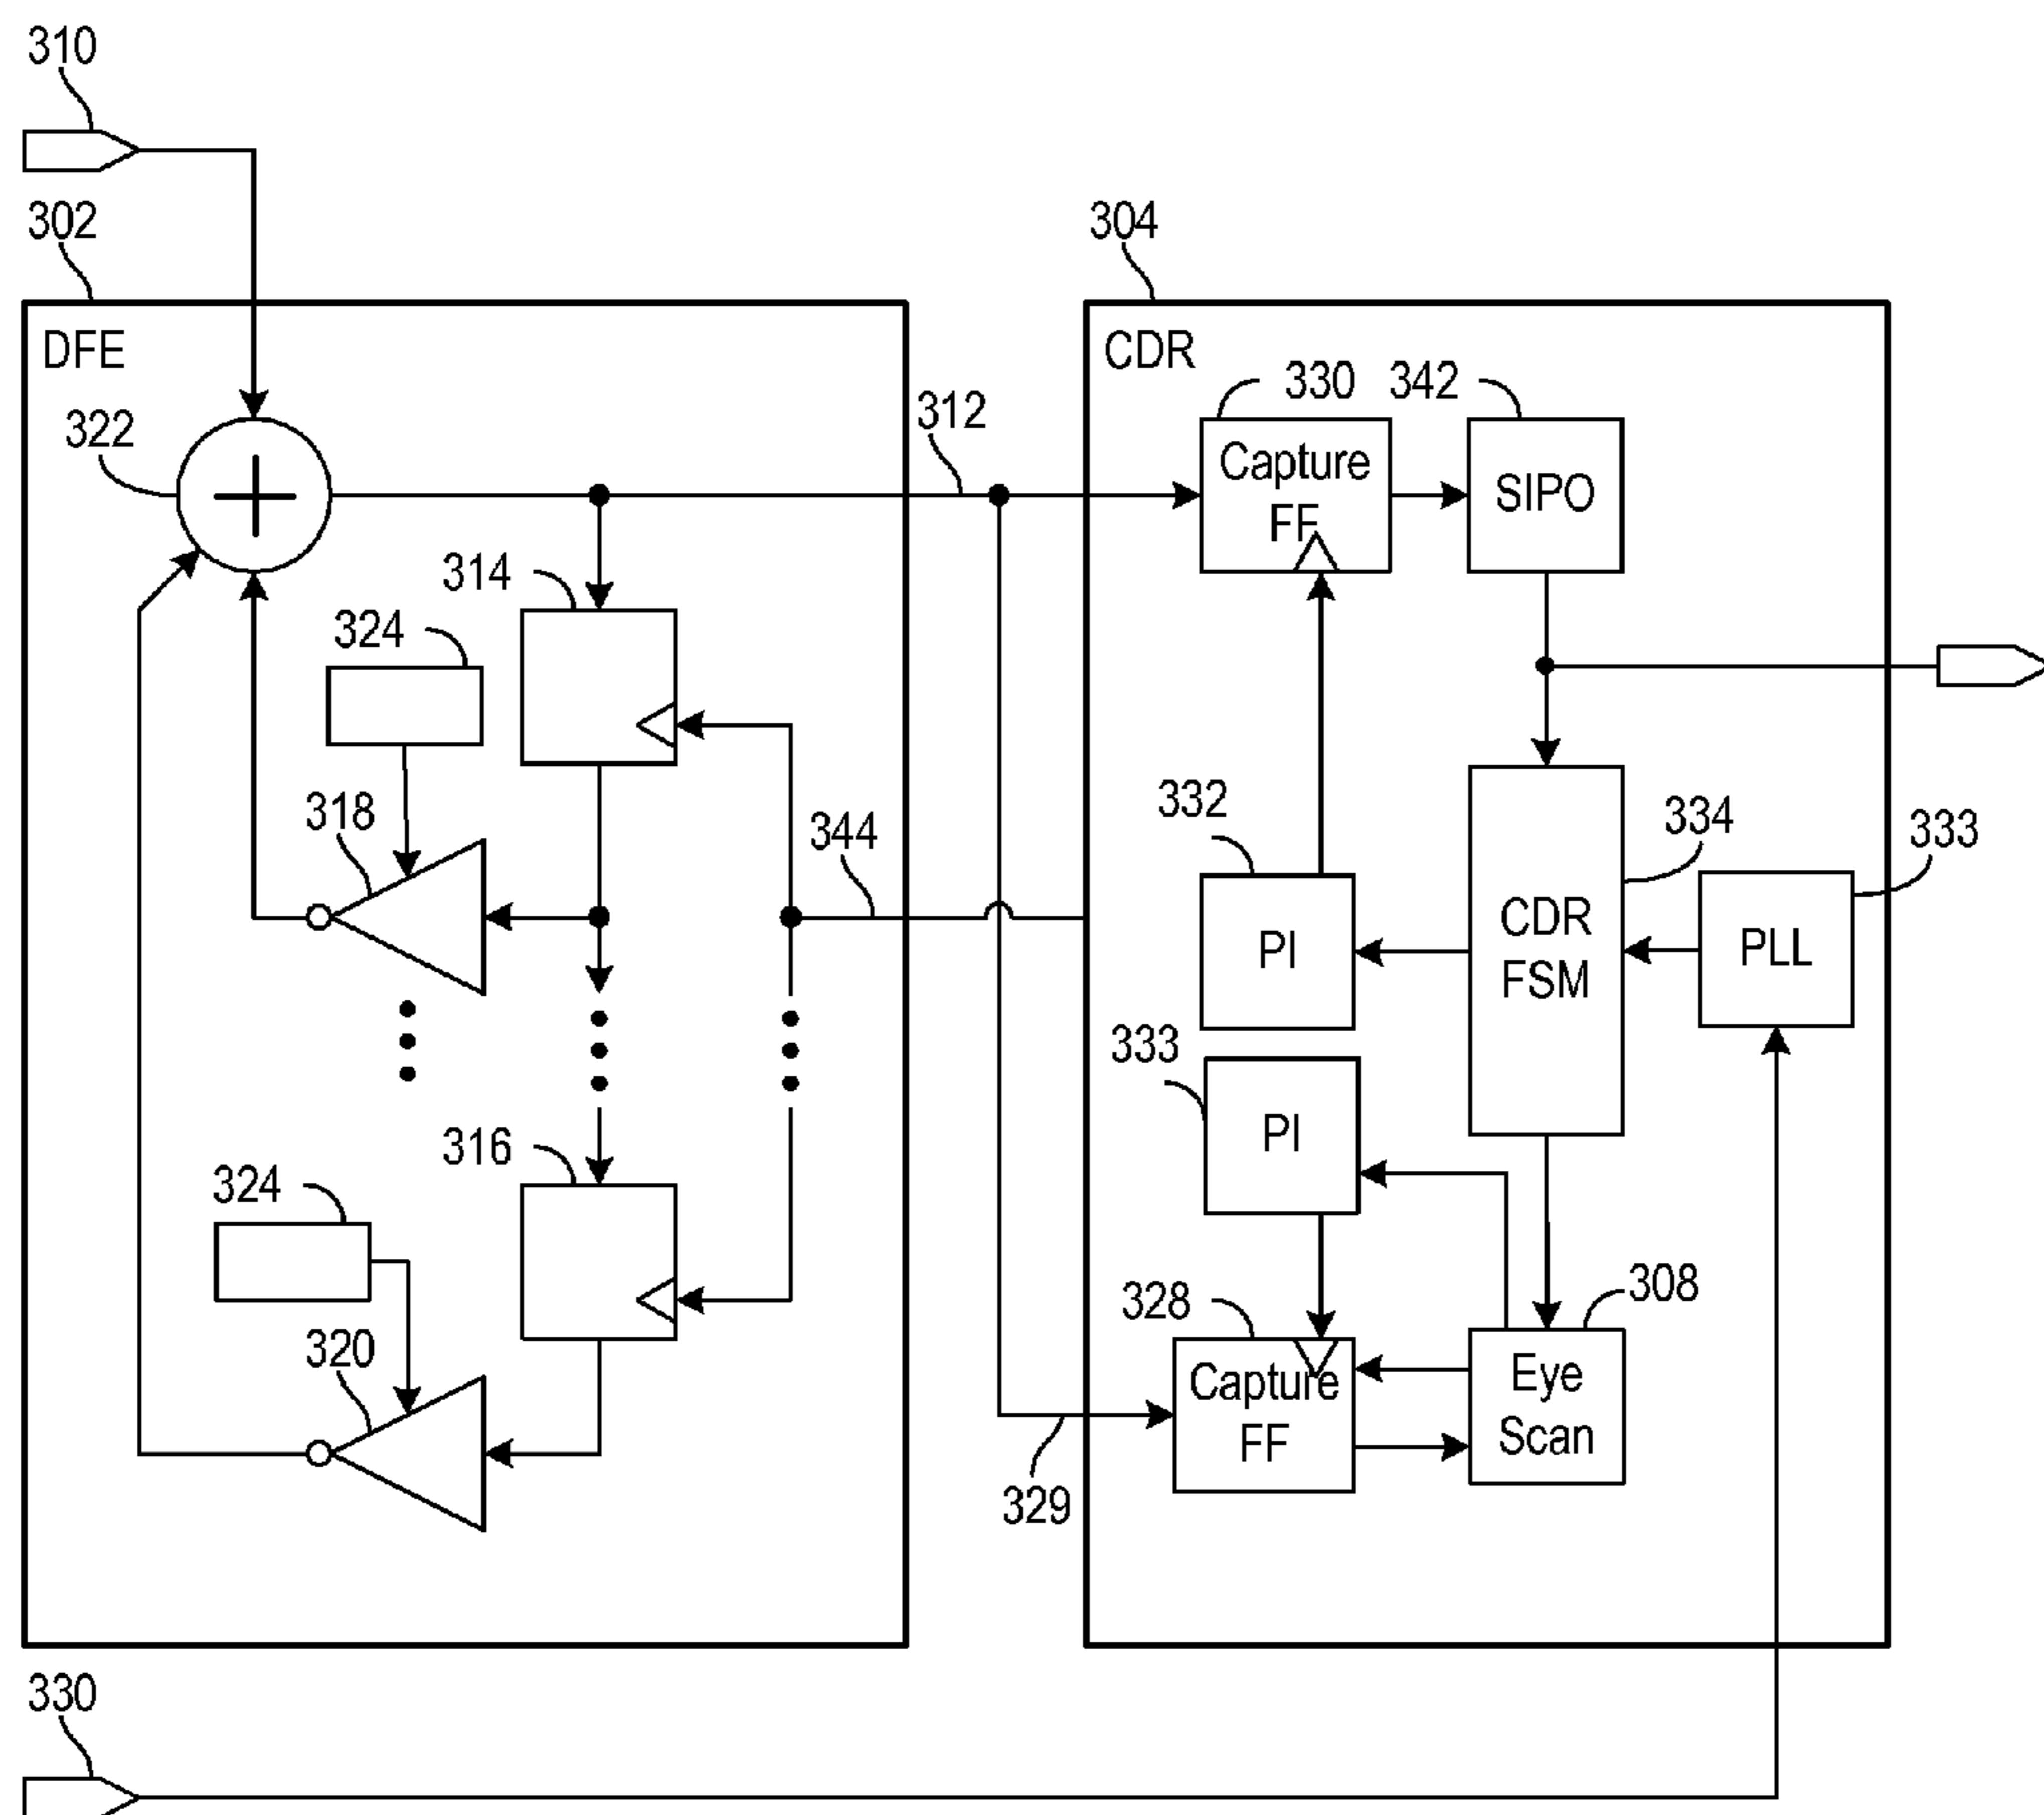 310
302
304
DFE
CDR
322
312
330
342
Capture
FF
SIPO
314
324
318
344
332
334
333
PI
CDR
FSM
PLL
333
PI
316
324
328
308
320
Capture
FF
Eye
Scan
329
330